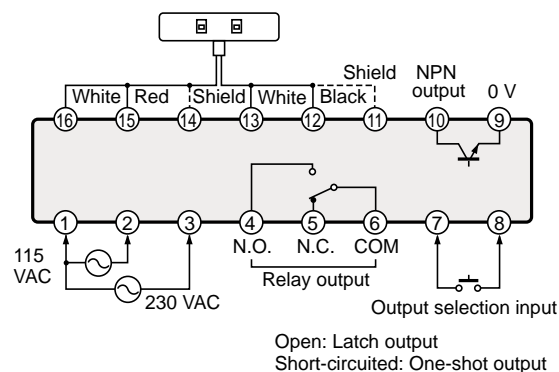 Shield NPN output 0 V
White Red Shield White Black
16 15 14 13 12 11 10 9
1 2 3 4 5 6 7 8
N.O. N.C. COM
115 VAC
230 VAC
Relay output
Output selection input
Open: Latch output
Short-circuited: One-shot output